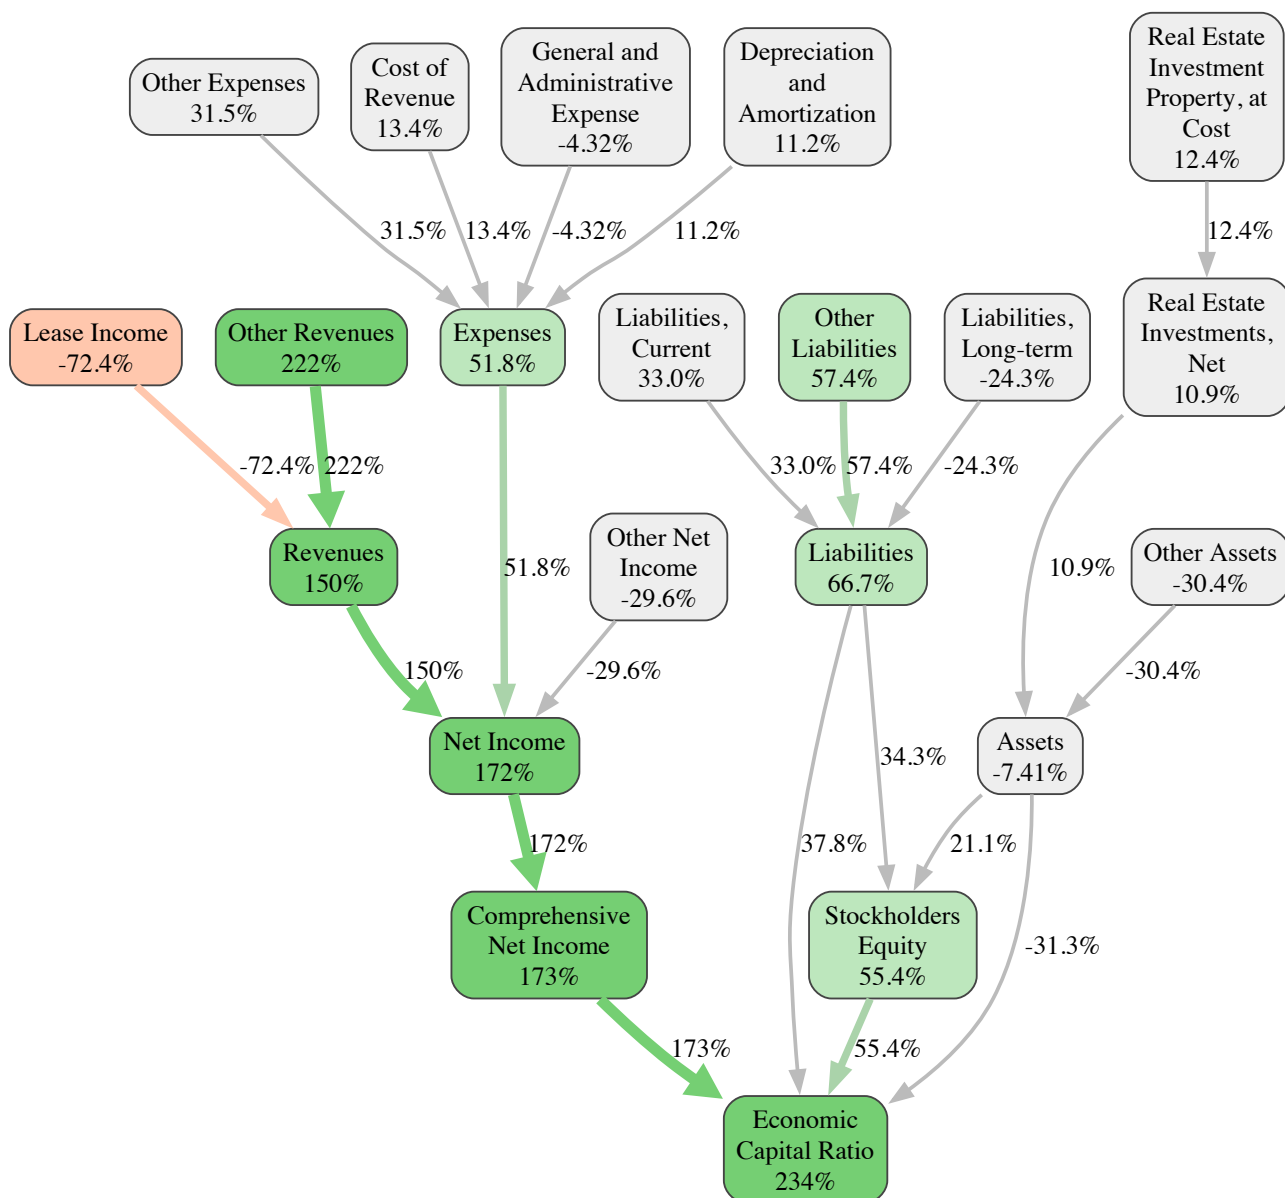 Other Expenses
31.5%
Cost of
Revenue
13.4%
General and
Administrative
Expense
-4.32%
Depreciation
and
Amortization
11.2%
Real Estate
Investment
Property, at
Cost
12.4%
31.5%
13.4%
-4.32%
11.2%
12.4%
Lease Income
-72.4%
Other Revenues
222%
Expenses
51.8%
Liabilities,
Current
33.0%
Other
Liabilities
57.4%
Liabilities,
Long-term
-24.3%
Real Estate
Investments,
Net
10.9%
-72.4%
222%
33.0%
57.4%
-24.3%
Revenues
150%
51.8%
Other Net
Income
-29.6%
Liabilities
66.7%
10.9%
Other Assets
-30.4%
150%
-29.6%
-30.4%
Net Income
172%
34.3%
Assets
-7.41%
172%
37.8%
21.1%
Comprehensive
Net Income
173%
Stockholders
Equity
55.4%
-31.3%
173%
55.4%
Economic
Capital Ratio
234%